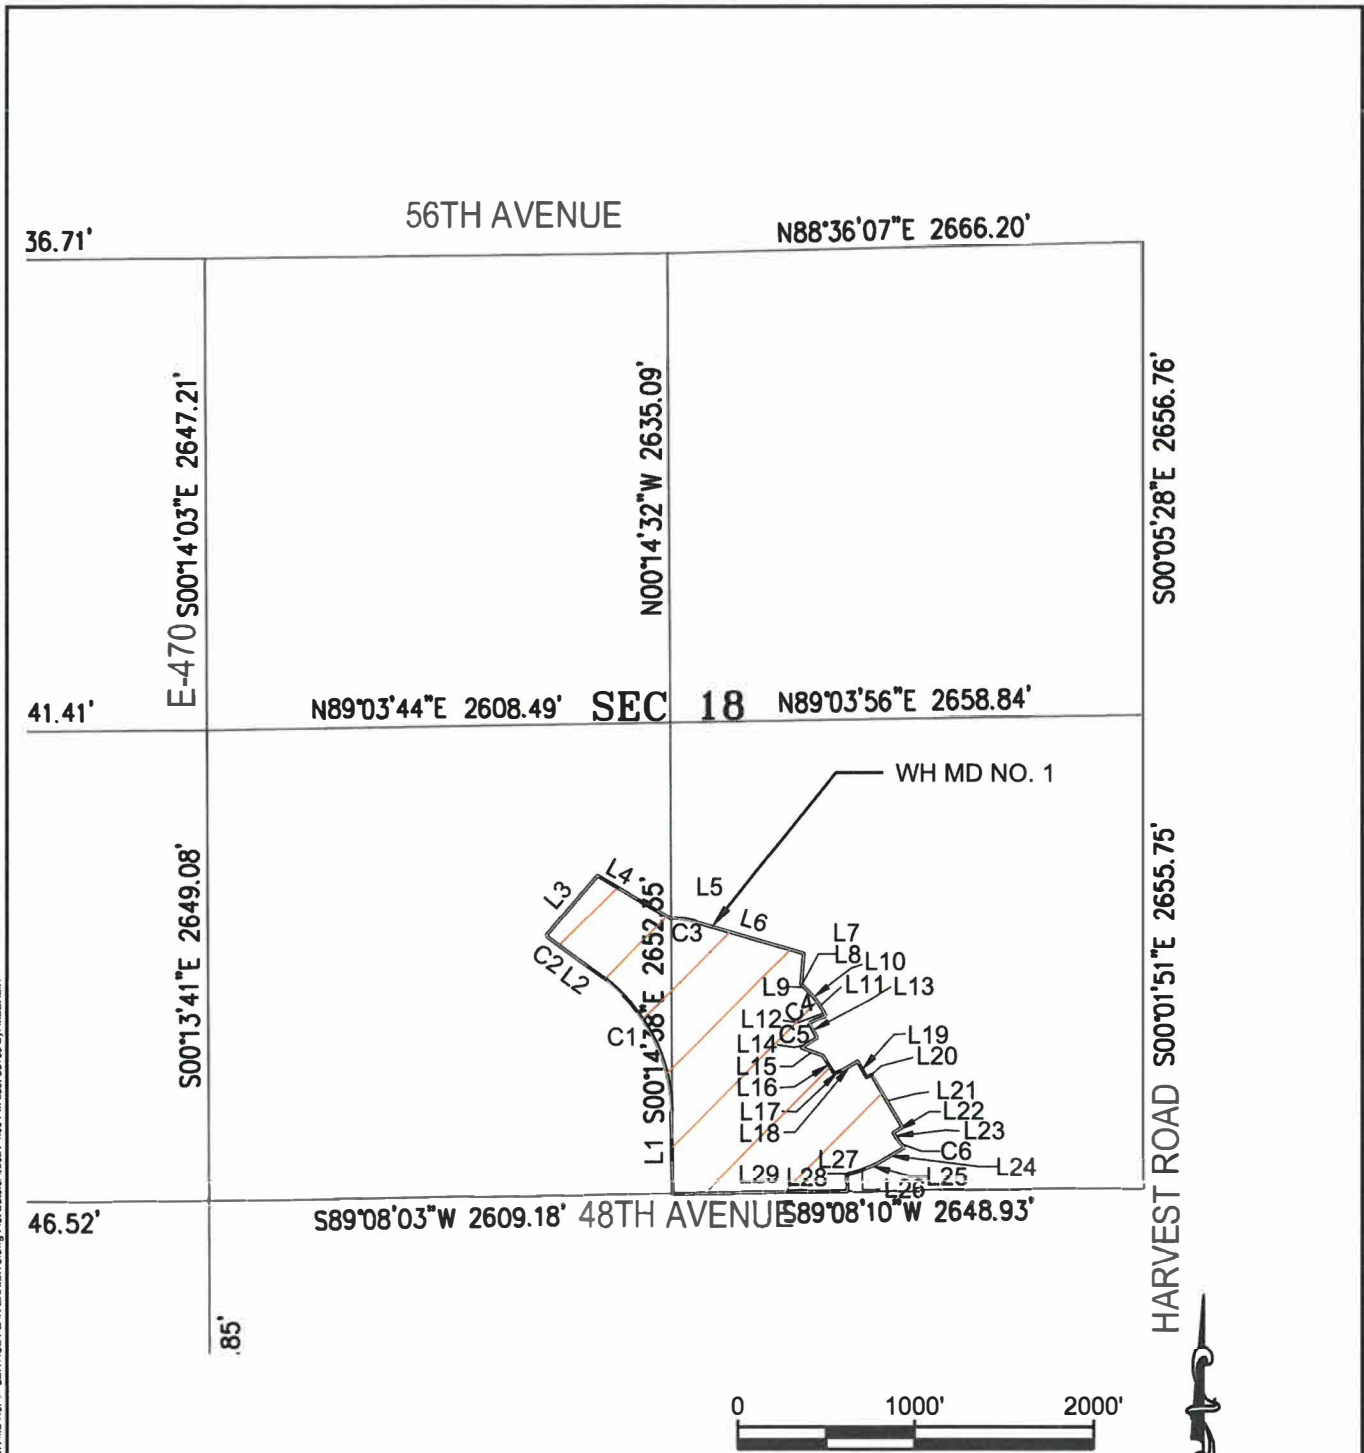 56TH AVENUE
36.71'
N88°36'07"E 2666.20'
E-470
S00°14'03"E 2647.21'
N00°14'32"W 2635.09'
S00°05'28"E 2656.76'
41.41'
N89°03'44"E 2608.49'
SEC 18
N89°03'56"E 2658.84'
WH MD NO. 1
S00°13'41"E 2649.08'
S00°14'38"E 2652.65'
S00°01'51"E 2655.75'
HARVEST ROAD
L3
L4
L5
L6
C3
C2
L2
L7
L8
L10
L9
L11
L13
C4
L12
C1
C5
L14
L19
L15
L20
L16
L21
L17
L22
L18
L23
C6
L1
L27
L24
L29
L28
L25
L26
46.52'
S89°08'03"W 2609.18'
48TH AVENUE
S89°08'10"W 2648.93'
.85'
0 1000' 2000'